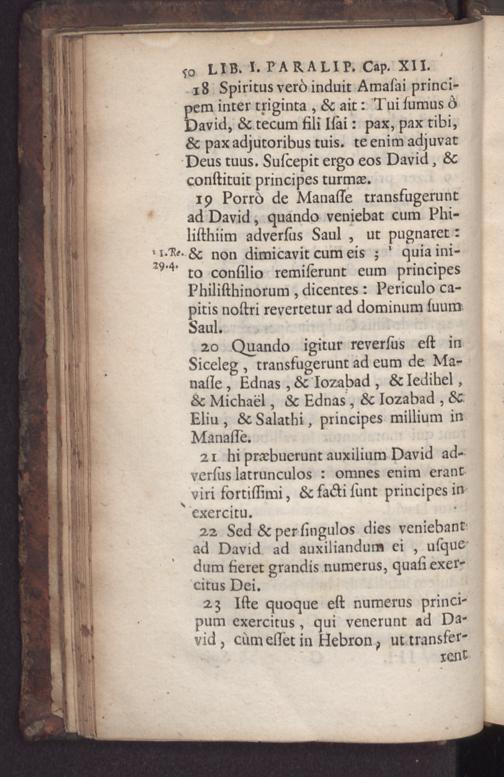 50 LIB. I. PARALIP. Cap. XII.
18 Spiritus verò induit Amaſai princi-
pem inter triginta, & ait: Tui ſumus ò
David, & tecum fili Iſai: pax, pax tibi,
& pax adjutoribus tuis. te enim adjuvat
Deus tuus. Suſcepit ergo eos David, &
conſtituit principes turmæ.
19 Porrò de Manaſſe transfugerunt
ad David, quando veniebat cum Phi-
liſthiim adverſus Saul, ut pugnaret:
& non dimicavit cum eis; ¹ quia ini-
¹ 1. Re.
29.4.
to conſilio remiſerunt eum principes
Philiſthinorum, dicentes: Periculo ca-
pitis noſtri revertetur ad dominum ſuum
Saul.
20 Quando igitur reverſus eſt in
Siceleg, transfugerunt ad eum de Ma-
naſſe, Ednas, & Iozabad, & Iedihel,
& Michaël, & Ednas, & Iozabad, &
Eliu, & Salathi, principes millium in
Manaſſe.
21 hi præbuerunt auxilium David ad-
verſus latrunculos: omnes enim erant
viri fortiſſimi, & facti ſunt principes in
exercitu.
22 Sed & per ſingulos dies veniebant
ad David ad auxiliandum ei, uſque
dum fieret grandis numerus, quaſi exer-
citus Dei.
23 Iſte quoque eſt numerus princi-
pum exercitus, qui venerunt ad Da-
vid, cùm eſſet in Hebron, ut transfer-
rent